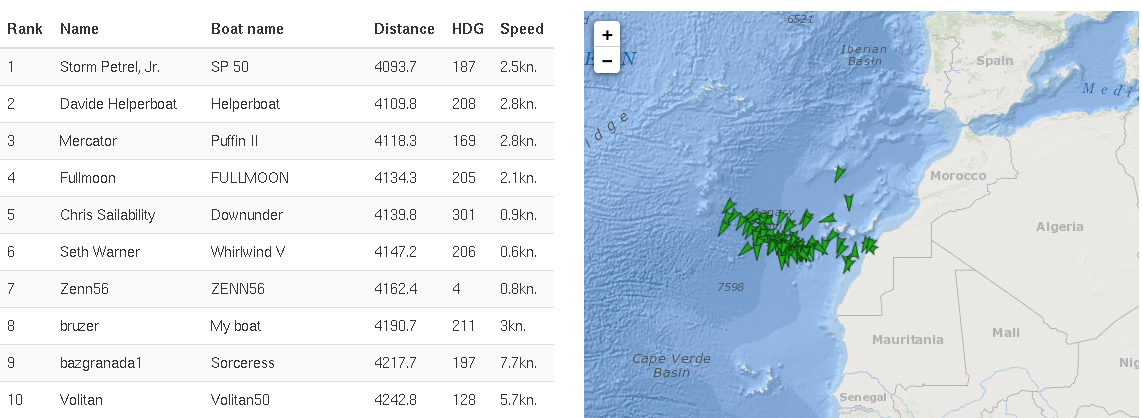 Rank Name Boat name Distance HDG Speed
1 Storm Petrel, Jr. SP 50 4093.7 187 2.5kn.
2 Davide Helperboat Helperboat 4109.8 208 2.8kn.
3 Mercator Puffin II 4118.3 169 2.8kn.
4 Fullmoon FULLMOON 4134.3 205 2.1kn.
5 Chris Sailability Downunder 4139.8 301 0.9kn.
6 Seth Warner Whirlwind V 4147.2 206 0.6kn.
7 Zenn56 ZENN56 4162.4 4 0.8kn.
8 bruzer My boat 4190.7 211 3kn.
9 bazgranada1 Sorceress 4217.7 197 7.7kn.
10 Volitan Volitan50 4242.8 128 5.7kn.
+
−
6521
Iberian
Basin
Spain
EAN
Medi
idge
Morocco
Canary
Algeria
7598
Mauritania
Mali
Cape Verde
Basin
Nig
Senegal